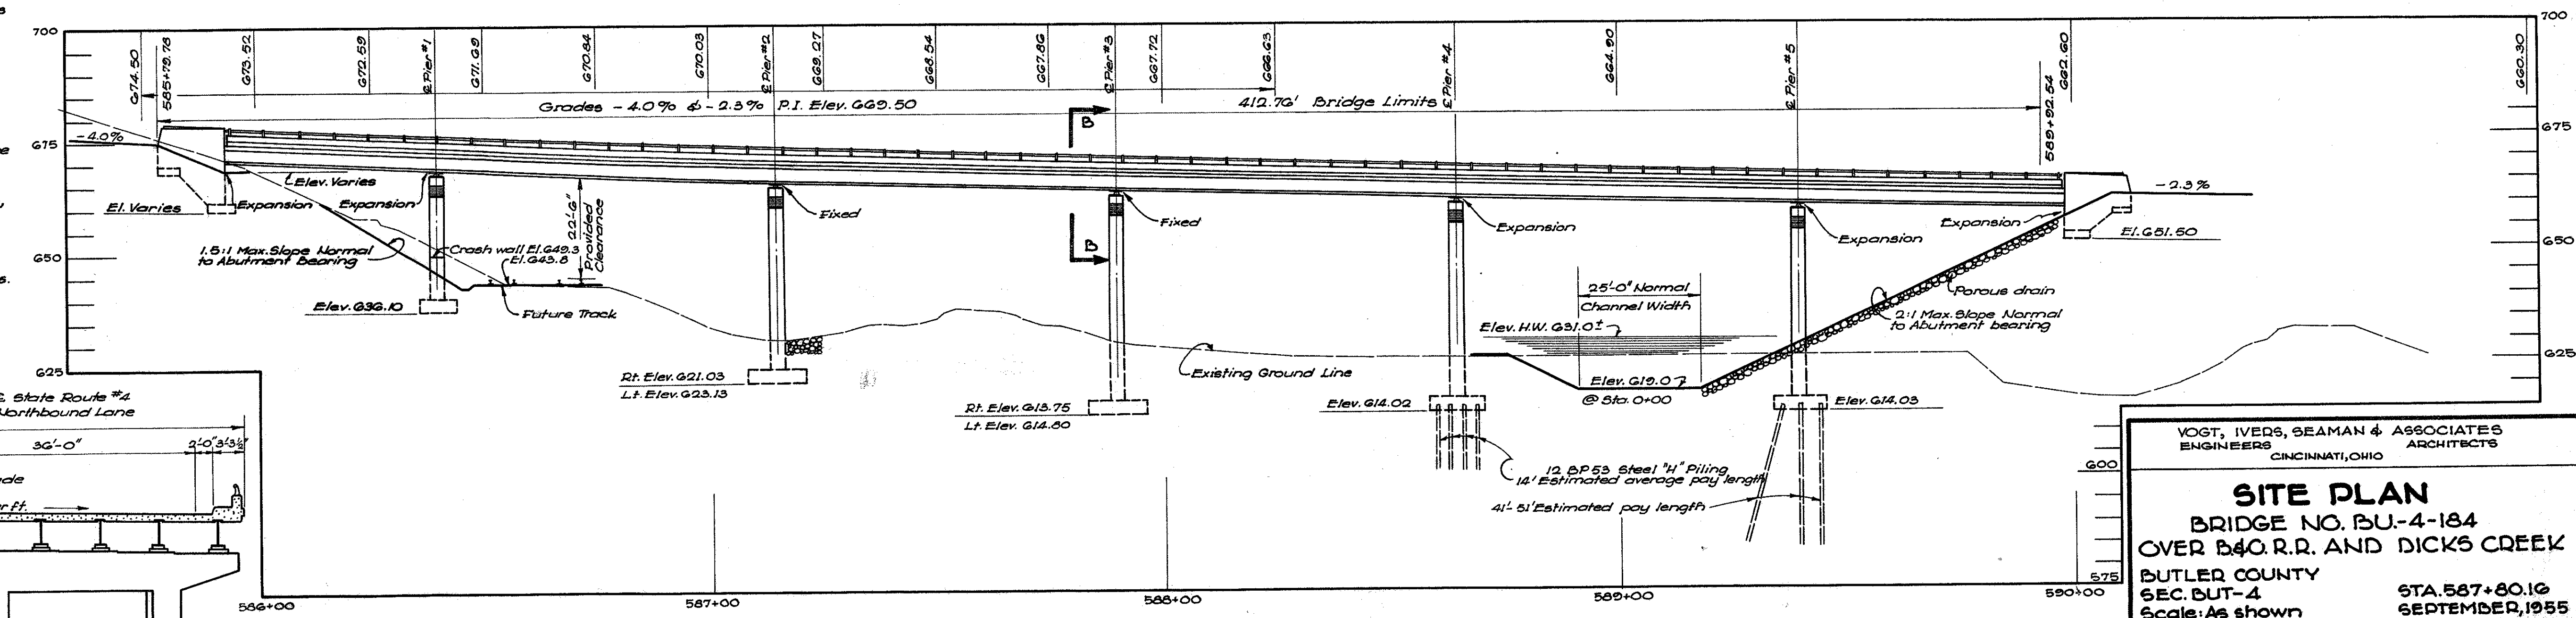 700
674.50
585+79.78
673.52
672.59
℄ Pier #1
671.69
670.84
670.03
℄ Pier #2
669.27
668.54
667.86
℄ Pier #3
667.72
666.63
℄ Pier #4
664.90
℄ Pier #5
589+92.54
662.60
660.30
700
Grades - 4.0% & - 2.3% P.I. Elev. 669.50
412.76' Bridge Limits
B
675
- 4.0%
675
Elev. Varies
El. Varies
Expansion
Expansion
22'-6"
Provided
Clearance
Fixed
Fixed
Expansion
Expansion
Expansion
- 2.3%
El. 651.50
B
650
1.5:1 Max. Slope Normal
to Abutment Bearing
Crash wall El. 649.3
El. 643.8
650
Elev. 636.10
Future Track
25'-0" Normal
Channel Width
Porous drain
2:1 Max. Slope Normal
to Abutment bearing
Elev. H.W. 631.0±
625
Rt. Elev. 621.03
Lt. Elev. 623.13
Existing Ground Line
Elev. 619.0
@ Sta. 0+00
625
Rt. Elev. 613.75
Lt. Elev. 614.80
Elev. 614.02
Elev. 614.03
℄ State Route #4
Northbound Lane
36'-0"
2'-0"
3'-3½"
12 BP 53 Steel "H" Piling
14' Estimated average pay length
41'-51' Estimated pay length
600
575
586+00
587+00
588+00
589+00
590+00
VOGT, IVERS, SEAMAN & ASSOCIATES
ENGINEERS ARCHITECTS
CINCINNATI, OHIO
SITE PLAN
BRIDGE NO. BU.-4-184
OVER B.&O. R.R. AND DICKS CREEK
BUTLER COUNTY
SEC. BUT-4 STA. 587+80.16
Scale: As shown SEPTEMBER, 1955